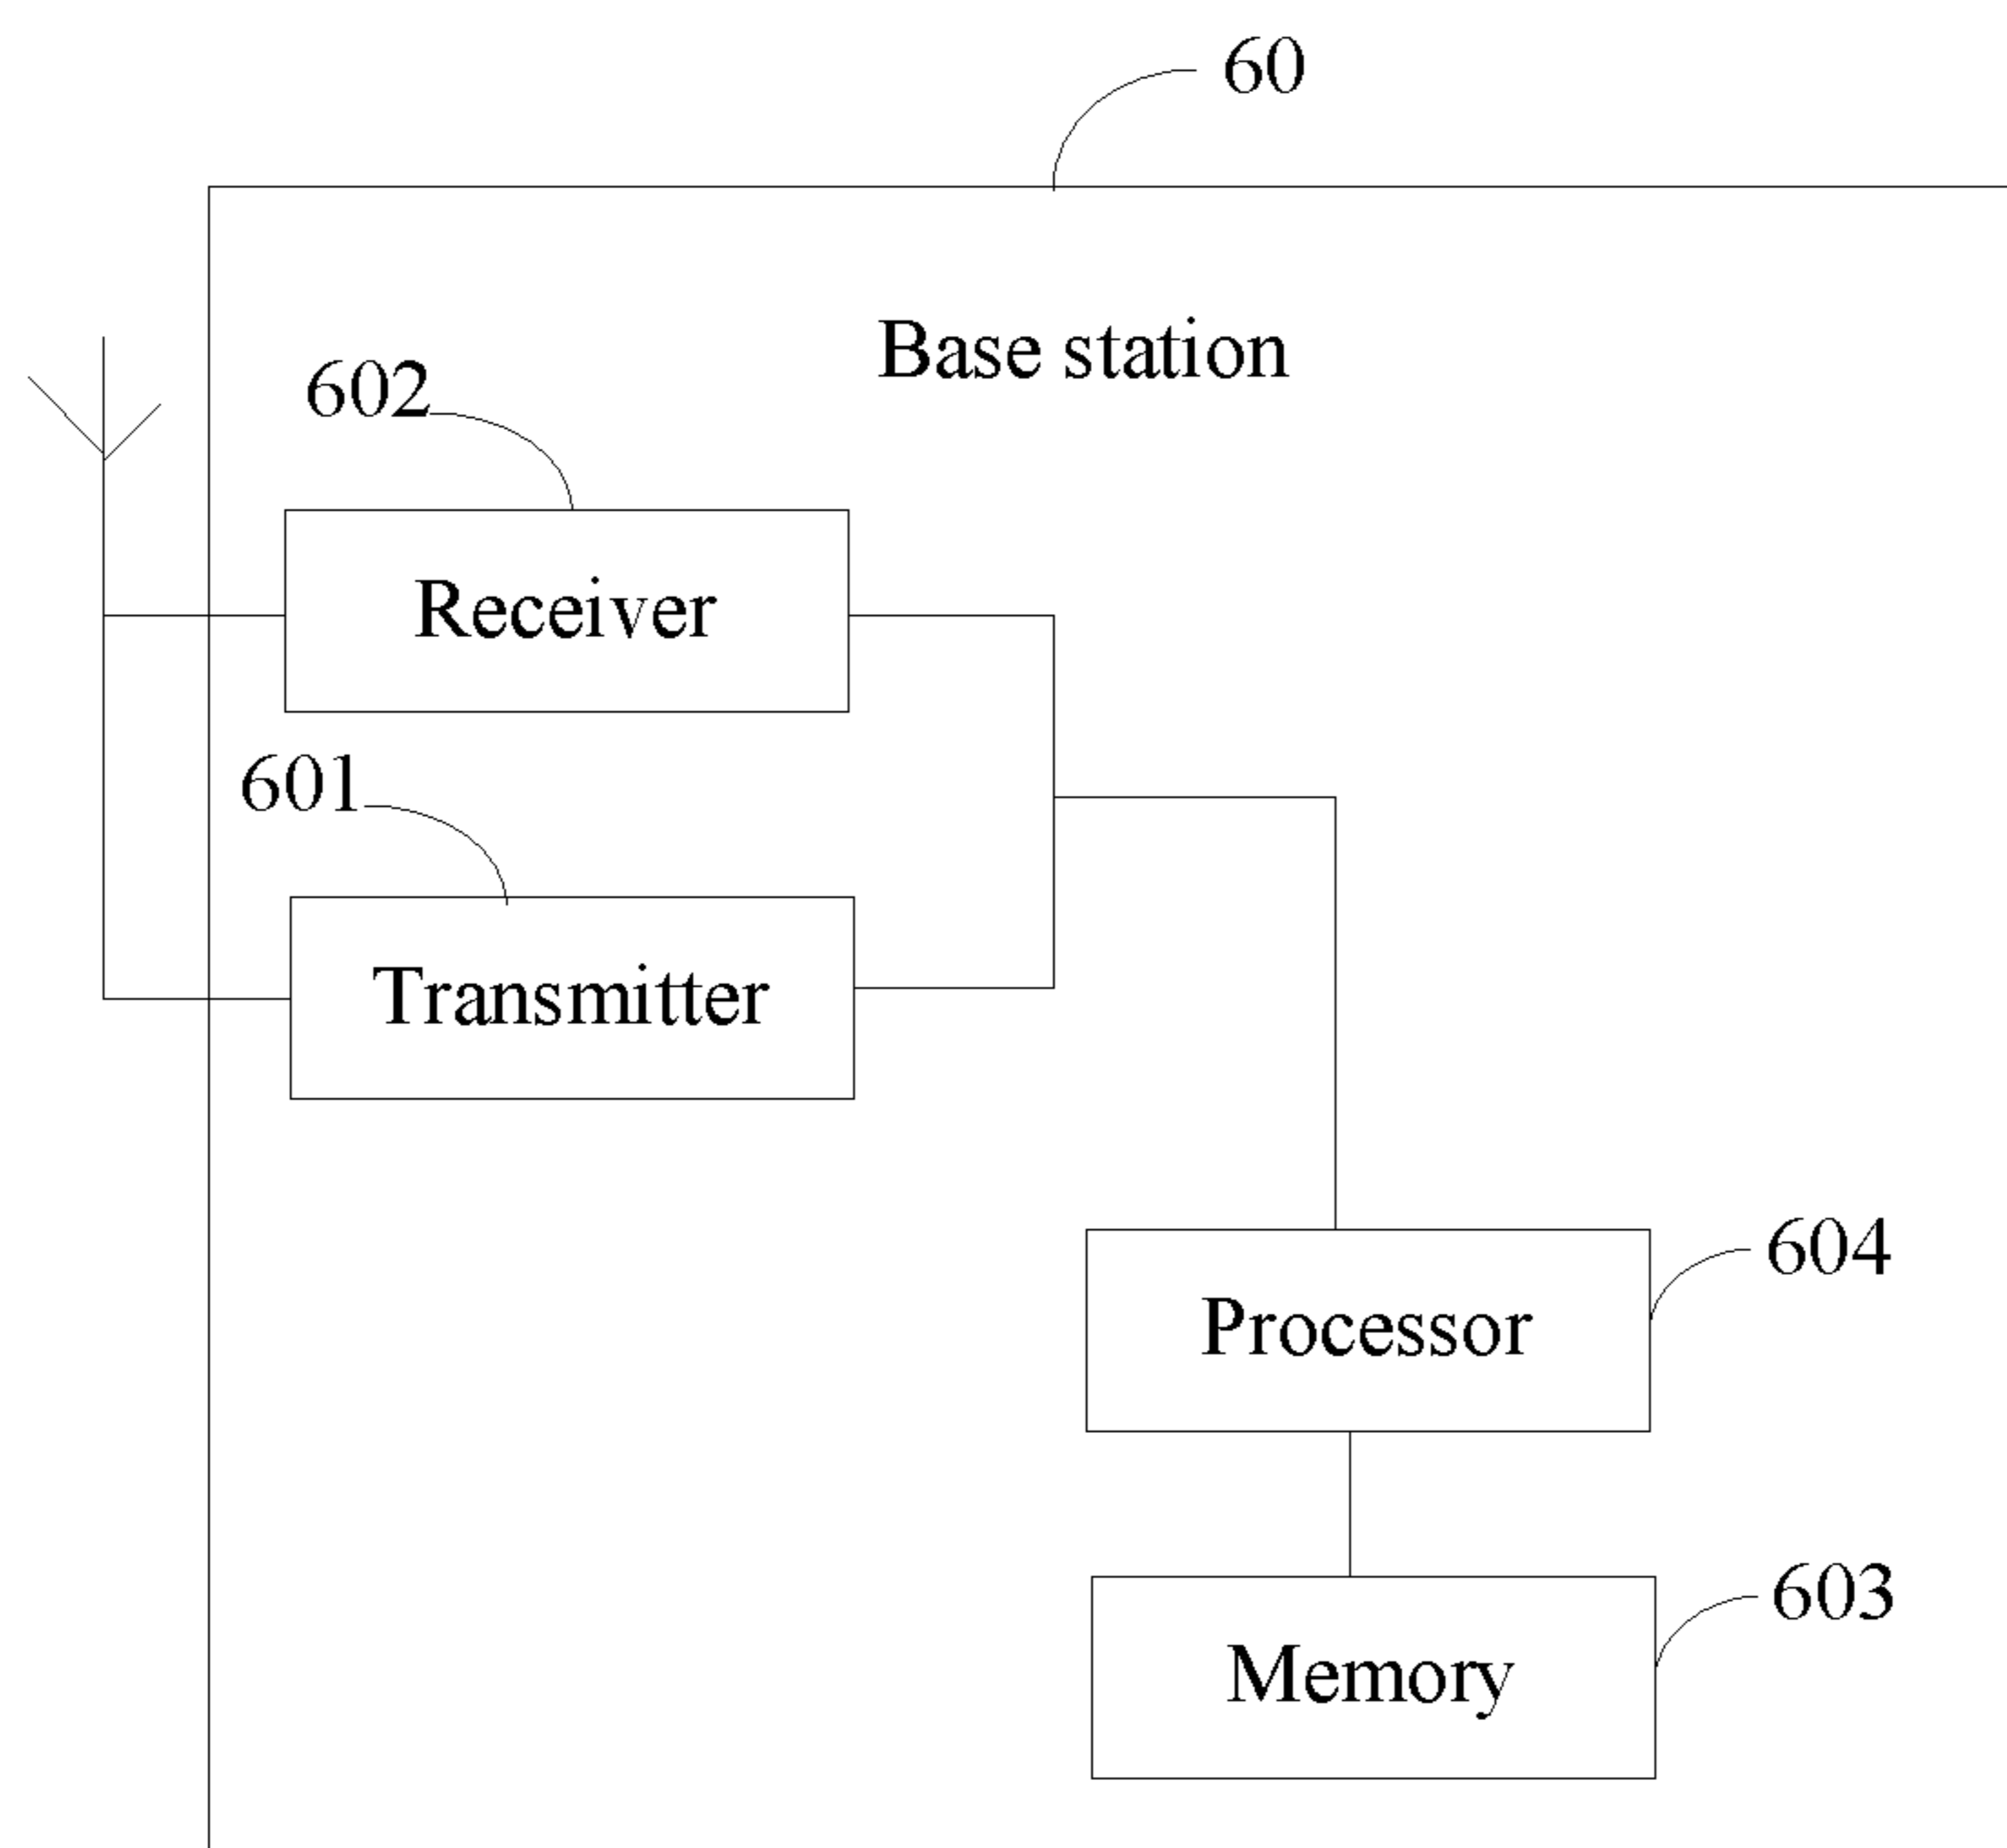 60
Base station
602
Receiver
601
Transmitter
604
Processor
603
Memory